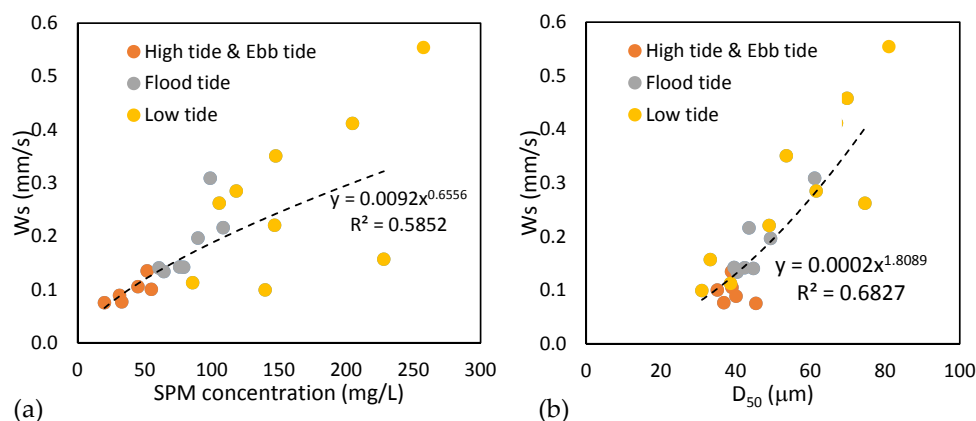 0.6
0.5
0.4
0.3
0.2
0.1
0.0
Ws (mm/s)
High tide & Ebb tide
Flood tide
Low tide
y = 0.0092x^0.6556
R² = 0.5852
0 50 100 150 200 250 300
SPM concentration (mg/L)
(a)
0.6
0.5
0.4
0.3
0.2
0.1
0.0
Ws (mm/s)
High tide & Ebb tide
Flood tide
Low tide
y = 0.0002x^1.8089
R² = 0.6827
0 20 40 60 80 100
D₅₀ (μm)
(b)